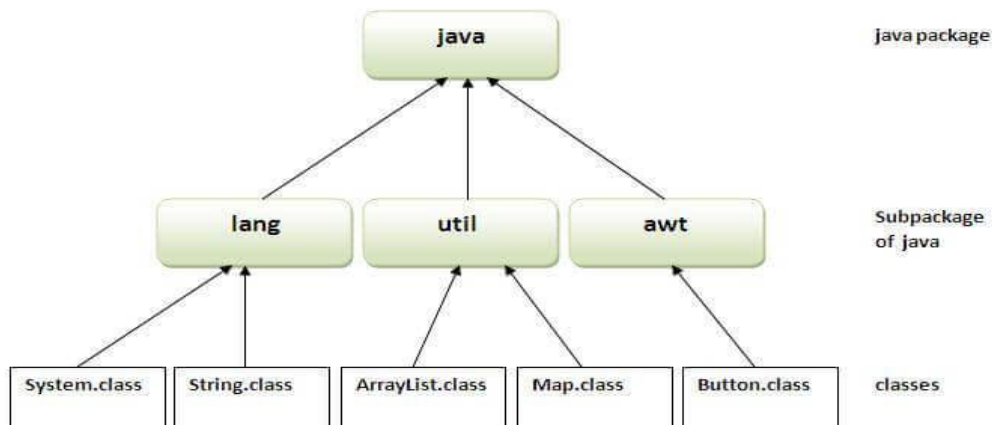 java
java package
lang
util
awt
Subpackage
of java
System.class
String.class
ArrayList.class
Map.class
Button.class
classes